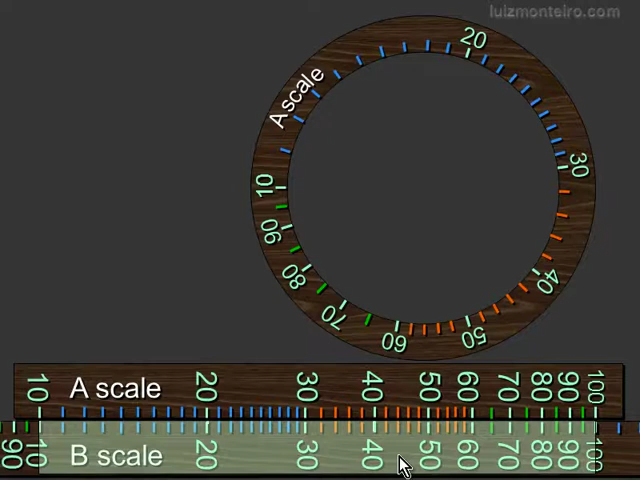 luizmonteiro.com
A scale
20
30
40
50
60
70
80
90
10
10 A scale 20 30 40 50 60 70 80 90 100
90 10 B scale 20 30 40 50 60 70 80 90 100